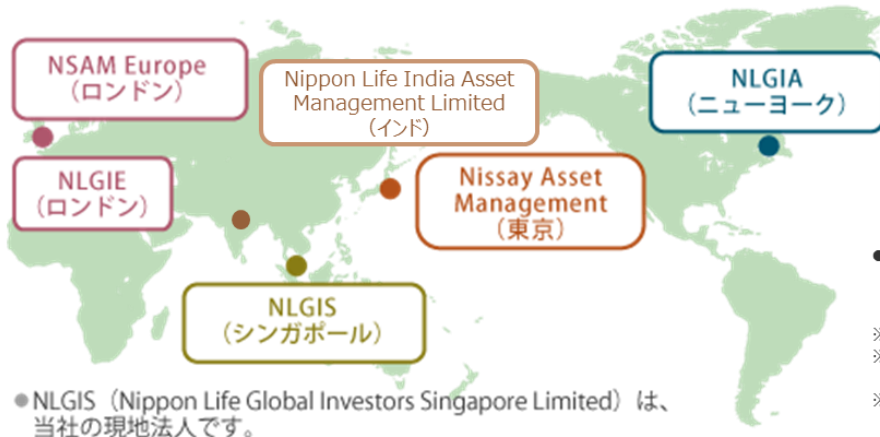 NSAM Europe
（ロンドン）
Nippon Life India Asset
Management Limited
（インド）
NLGIA
（ニューヨーク）
NLGIE
（ロンドン）
Nissay Asset
Management
（東京）
NLGIS
（シンガポール）
●NLGIS（Nippon Life Global Investors Singapore Limited）は、
当社の現地法人です。
●
※
※
※